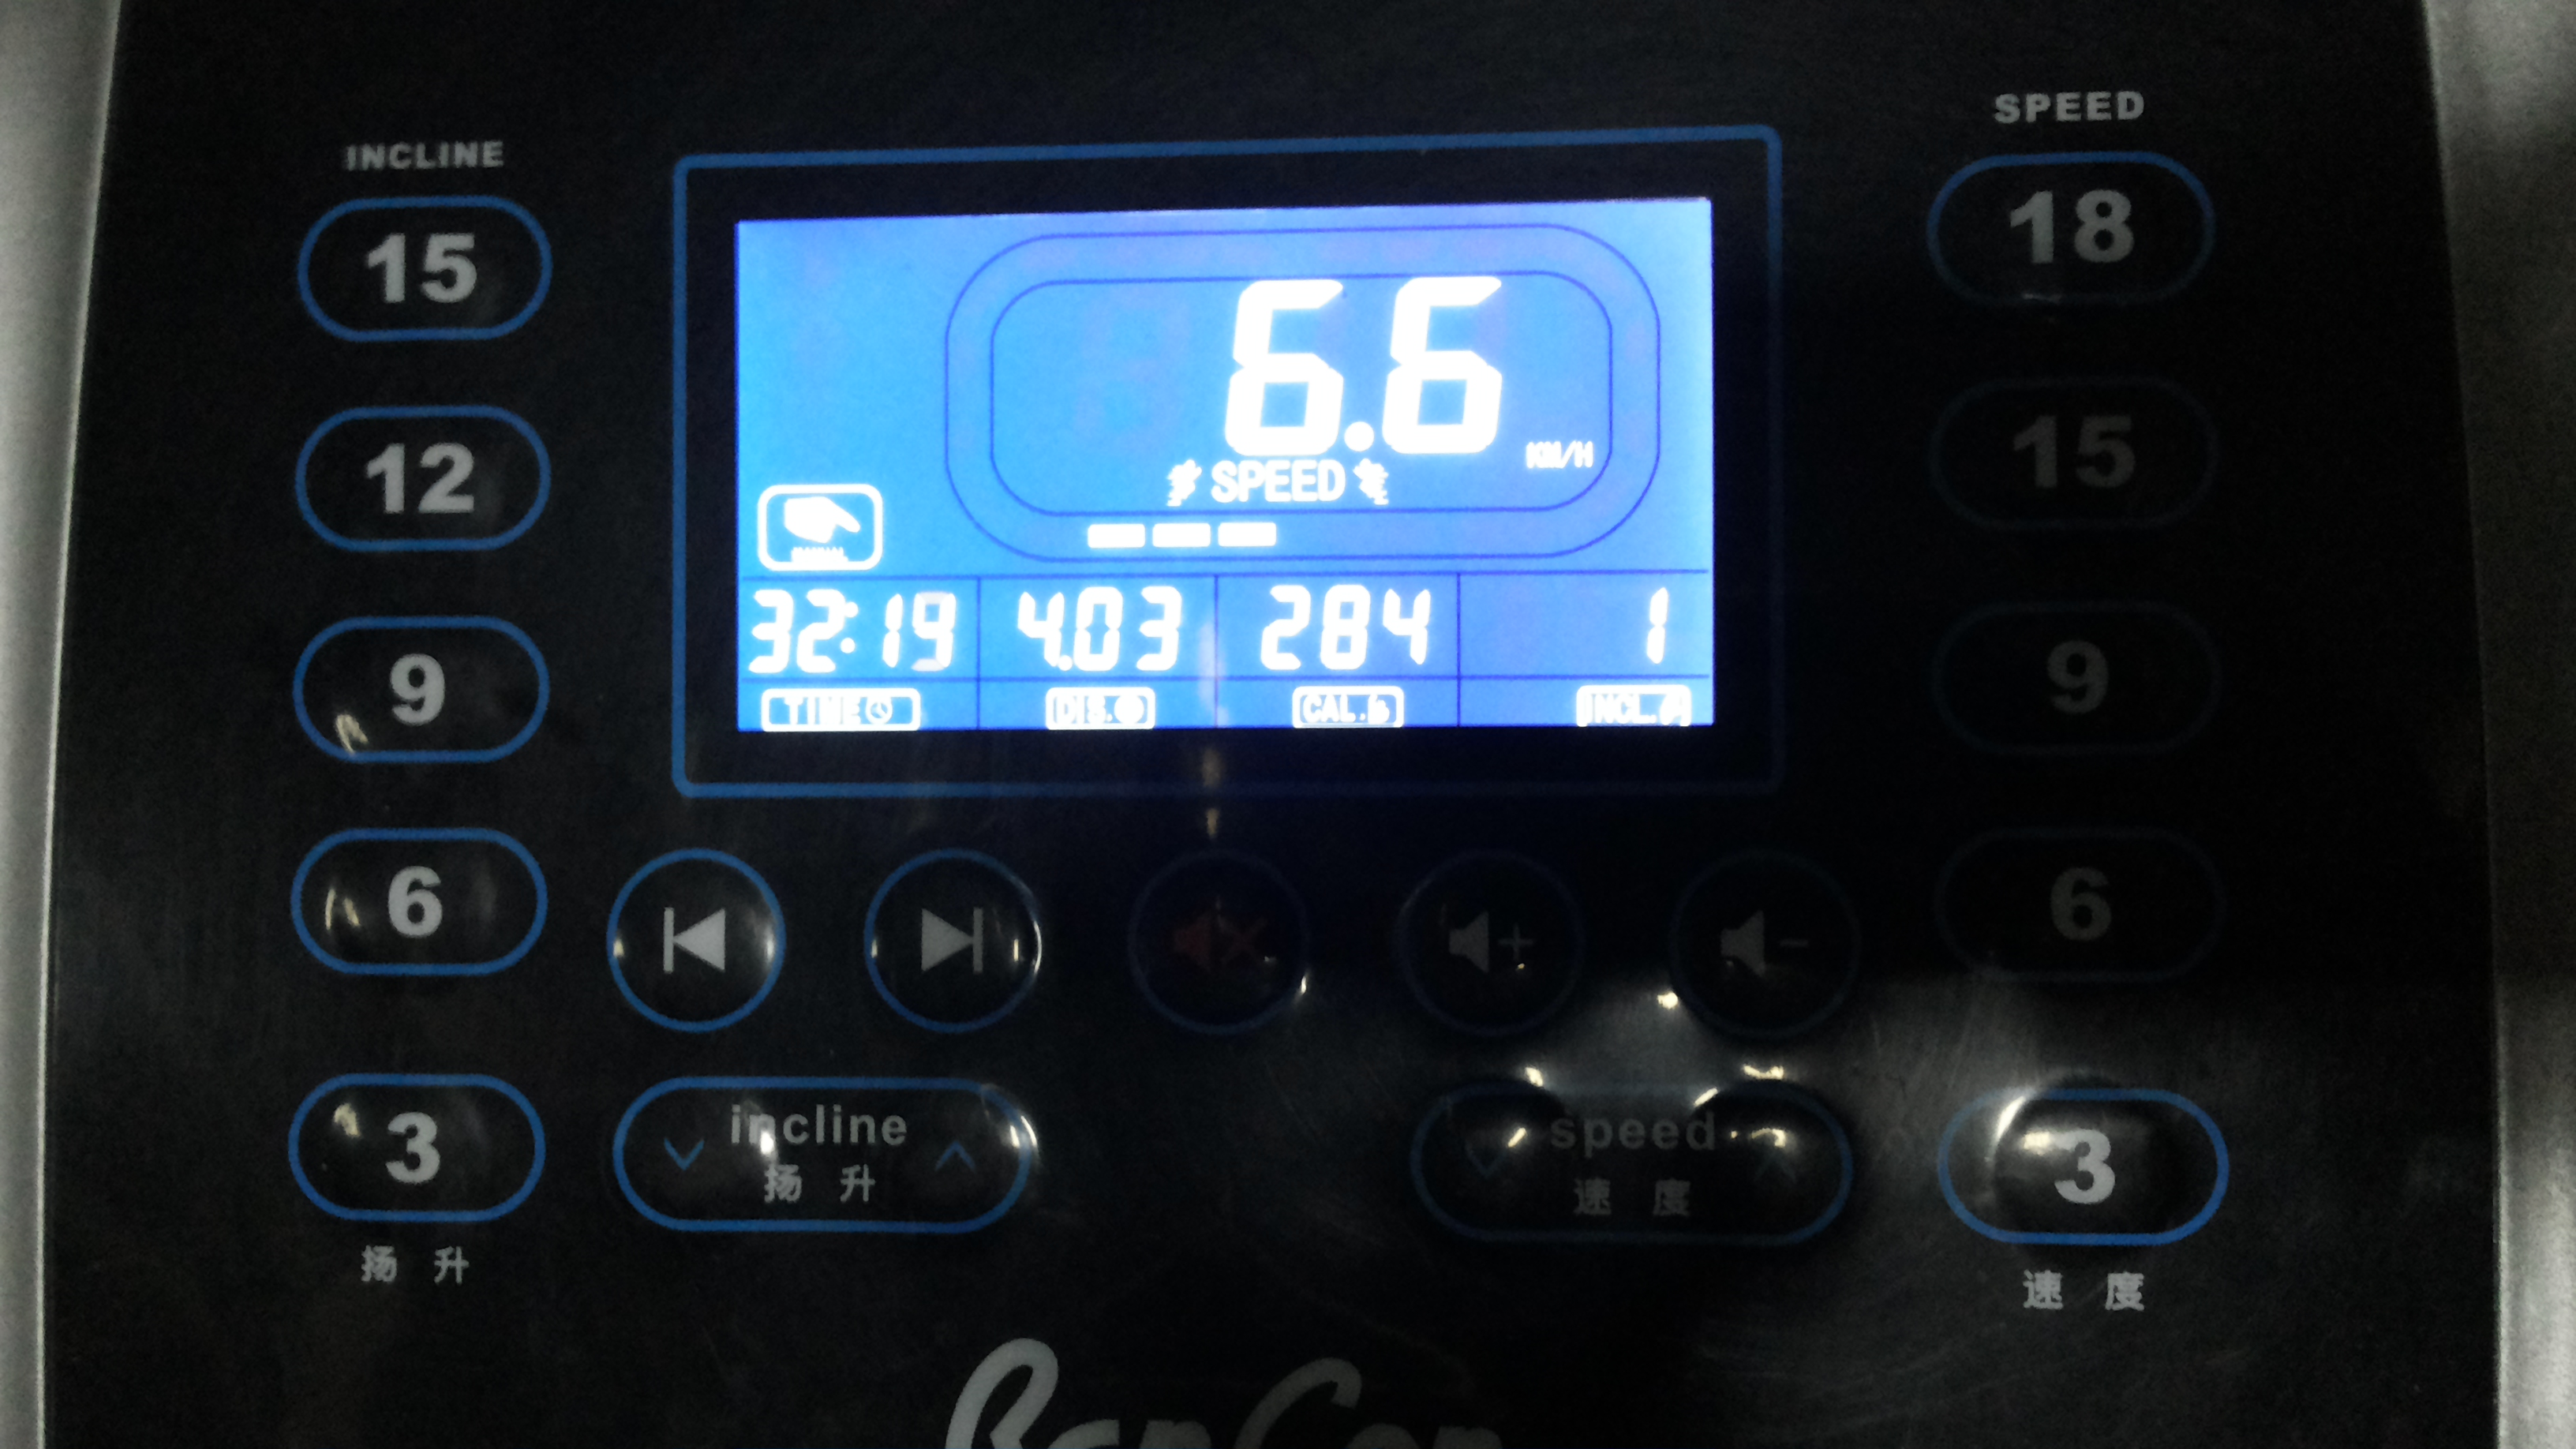 INCLINE
SPEED
15
12
9
6
3
扬 升
6.6
KM/H
SPEED
MANUAL
32:19 4.03 284 1
TIME DIS. CAL. INCL.
incline
扬 升
speed
速 度
18
15
9
6
3
速 度